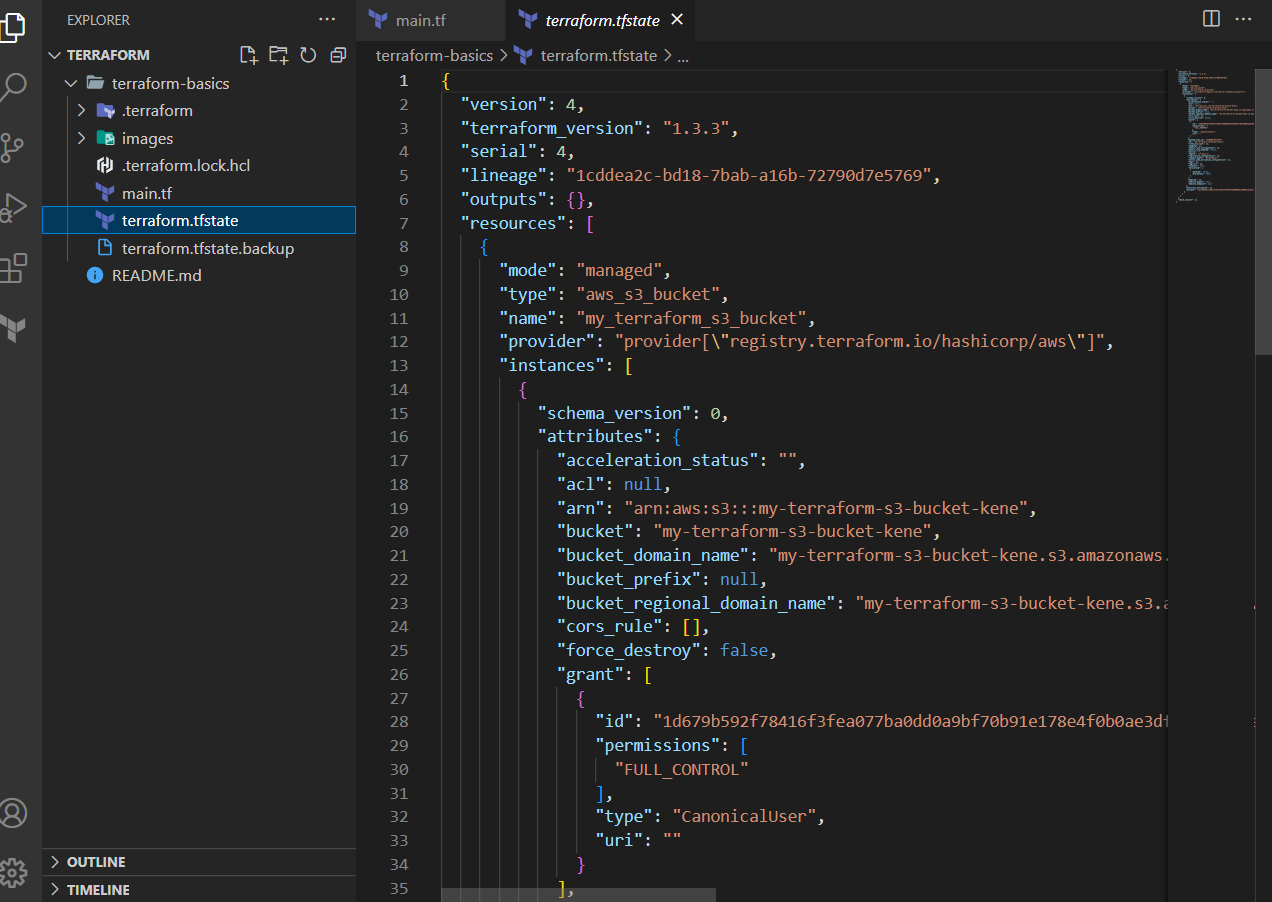 EXPLORER
TERRAFORM
terraform-basics
.terraform
images
.terraform.lock.hcl
main.tf
terraform.tfstate
terraform.tfstate.backup
README.md
OUTLINE
TIMELINE
main.tf
terraform.tfstate
terraform-basics > terraform.tfstate > ...
1 {
2 "version": 4,
3 "terraform_version": "1.3.3",
4 "serial": 4,
5 "lineage": "1cddea2c-bd18-7bab-a16b-72790d7e5769",
6 "outputs": {},
7 "resources": [
8 {
9 "mode": "managed",
10 "type": "aws_s3_bucket",
11 "name": "my_terraform_s3_bucket",
12 "provider": "provider[\"registry.terraform.io/hashicorp/aws\"]",
13 "instances": [
14 {
15 "schema_version": 0,
16 "attributes": {
17 "acceleration_status": "",
18 "acl": null,
19 "arn": "arn:aws:s3:::my-terraform-s3-bucket-kene",
20 "bucket": "my-terraform-s3-bucket-kene",
21 "bucket_domain_name": "my-terraform-s3-bucket-kene.s3.amazonaws.
22 "bucket_prefix": null,
23 "bucket_regional_domain_name": "my-terraform-s3-bucket-kene.s3.a
24 "cors_rule": [],
25 "force_destroy": false,
26 "grant": [
27 {
28 "id": "1d679b592f78416f3fea077ba0dd0a9bf70b91e178e4f0b0ae3df
29 "permissions": [
30 "FULL_CONTROL"
31 ],
32 "type": "CanonicalUser",
33 "uri": ""
34 }
35 ],